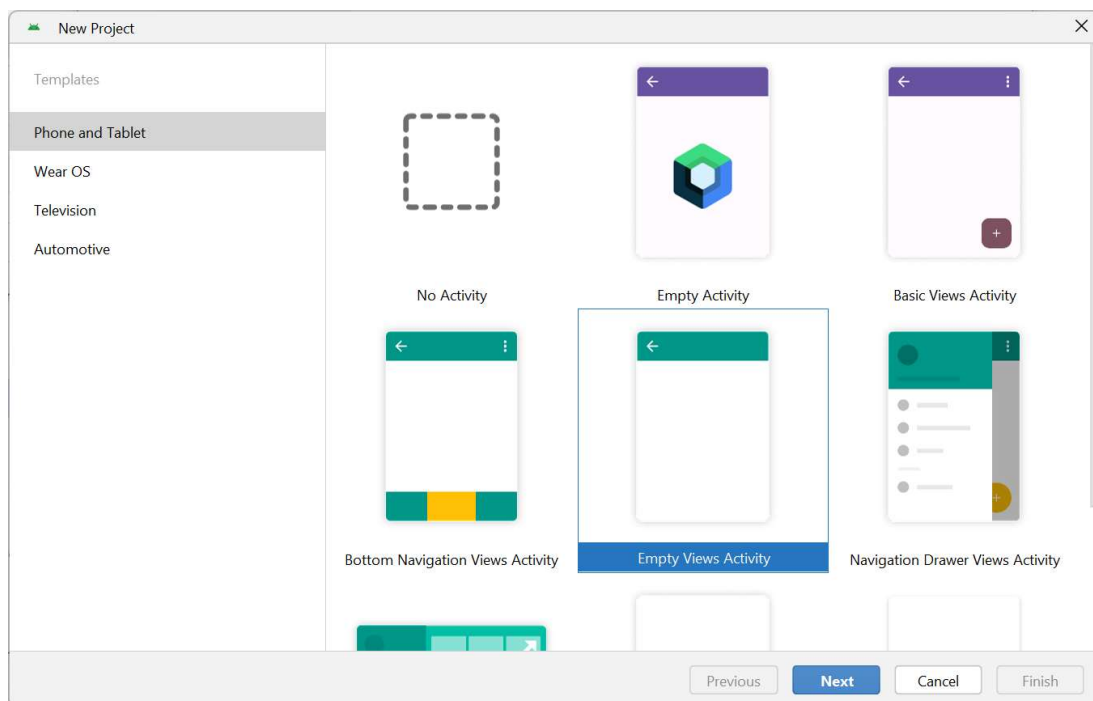 New Project
Templates
Phone and Tablet
Wear OS
Television
Automotive
No Activity
Empty Activity
Basic Views Activity
Bottom Navigation Views Activity
Empty Views Activity
Navigation Drawer Views Activity
Previous
Next
Cancel
Finish